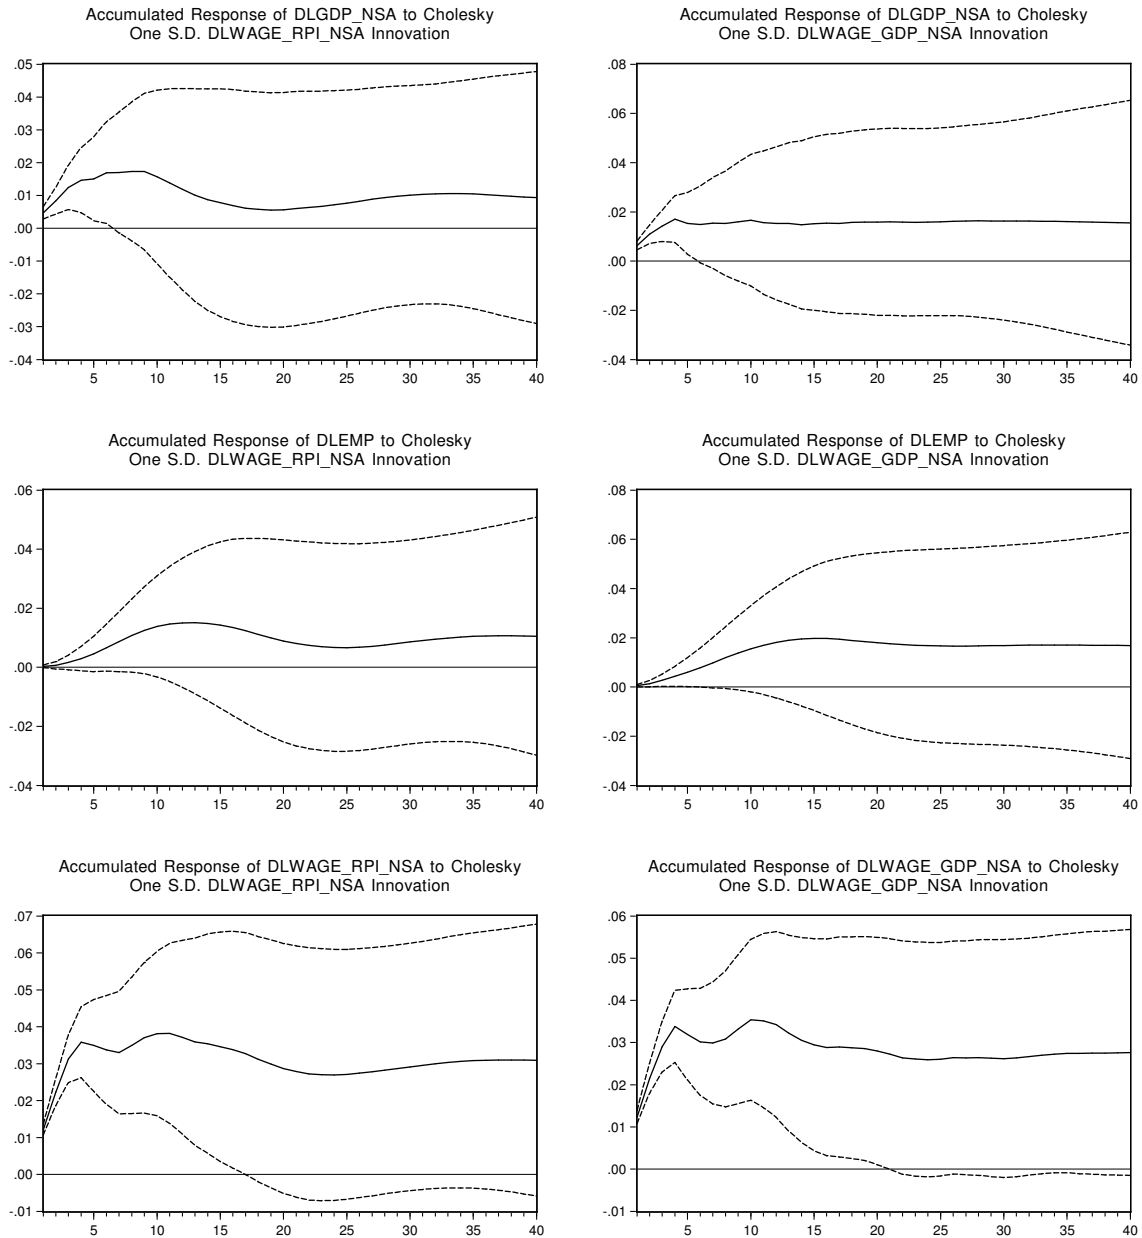 Accumulated Response of DLGDP_NSA to Cholesky
One S.D. DLWAGE_RPI_NSA Innovation
.05
.04
.03
.02
.01
.00
-.01
-.02
-.03
-.04
5 10 15 20 25 30 35 40
Accumulated Response of DLGDP_NSA to Cholesky
One S.D. DLWAGE_GDP_NSA Innovation
.08
.06
.04
.02
.00
-.02
-.04
5 10 15 20 25 30 35 40
Accumulated Response of DLEMP to Cholesky
One S.D. DLWAGE_RPI_NSA Innovation
.06
.04
.02
.00
-.02
-.04
5 10 15 20 25 30 35 40
Accumulated Response of DLEMP to Cholesky
One S.D. DLWAGE_GDP_NSA Innovation
.08
.06
.04
.02
.00
-.02
-.04
5 10 15 20 25 30 35 40
Accumulated Response of DLWAGE_RPI_NSA to Cholesky
One S.D. DLWAGE_RPI_NSA Innovation
.07
.06
.05
.04
.03
.02
.01
.00
-.01
5 10 15 20 25 30 35 40
Accumulated Response of DLWAGE_GDP_NSA to Cholesky
One S.D. DLWAGE_GDP_NSA Innovation
.06
.05
.04
.03
.02
.01
.00
-.01
5 10 15 20 25 30 35 40